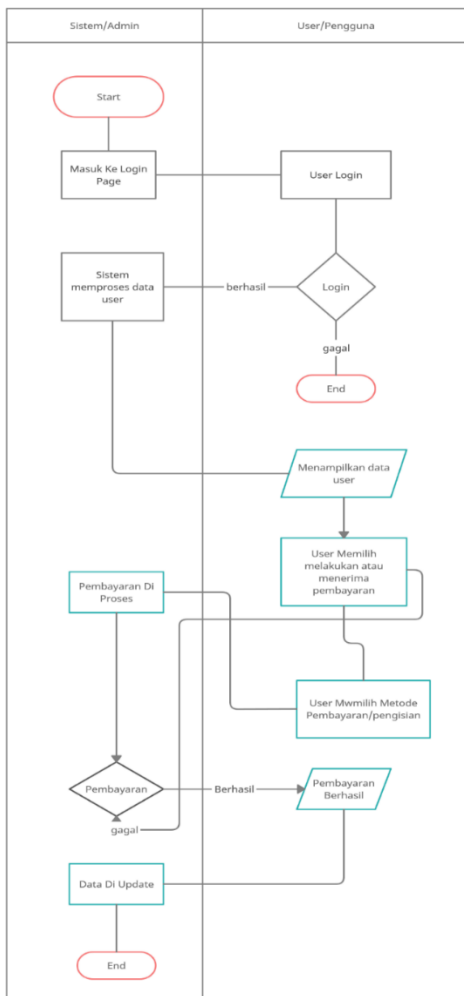 Sistem/Admin
User/Pengguna
Start
Masuk Ke Login
Page
User Login
Sistem
memproses data
user
berhasil
Login
gagal
End
Menampilkan data
user
User Memilih
melakukan atau
menerima
pembayaran
Pembayaran Di
Proses
User Mwmilih Metode
Pembayaran/pengisian
Pembayaran
Berhasil
Pembayaran
Berhasil
gagal
Data Di Update
End